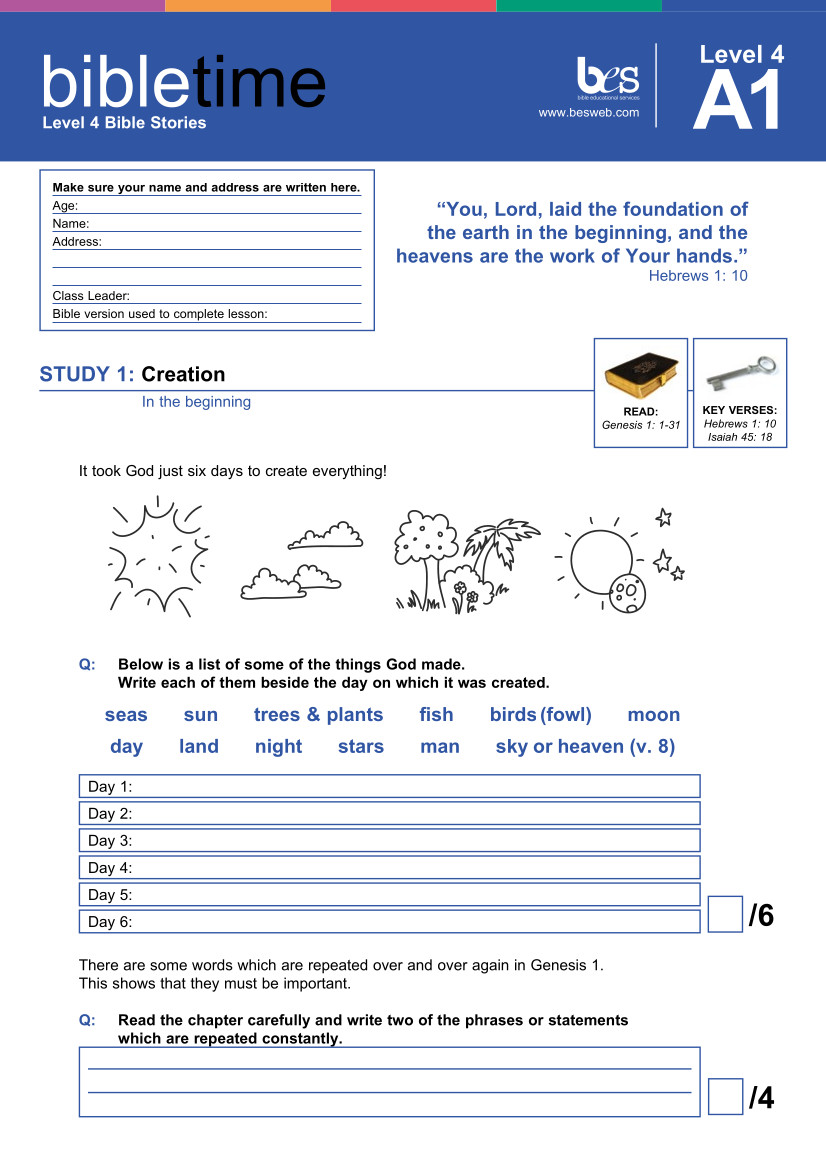 bibletime
Level 4 Bible Stories
bes
bible educational services
www.besweb.com
Level 4
A1
Make sure your name and address are written here.
Age:
Name:
Address:
Class Leader:
Bible version used to complete lesson:
“You, Lord, laid the foundation of
the earth in the beginning, and the
heavens are the work of Your hands.”
Hebrews 1: 10
STUDY 1: Creation
In the beginning
READ:
Genesis 1: 1-31
KEY VERSES:
Hebrews 1: 10
Isaiah 45: 18
It took God just six days to create everything!
Q: Below is a list of some of the things God made.
Write each of them beside the day on which it was created.
seas sun trees & plants fish birds (fowl) moon
day land night stars man sky or heaven (v. 8)
Day 1:
Day 2:
Day 3:
Day 4:
Day 5:
Day 6:
/6
There are some words which are repeated over and over again in Genesis 1.
This shows that they must be important.
Q: Read the chapter carefully and write two of the phrases or statements
which are repeated constantly.
/4